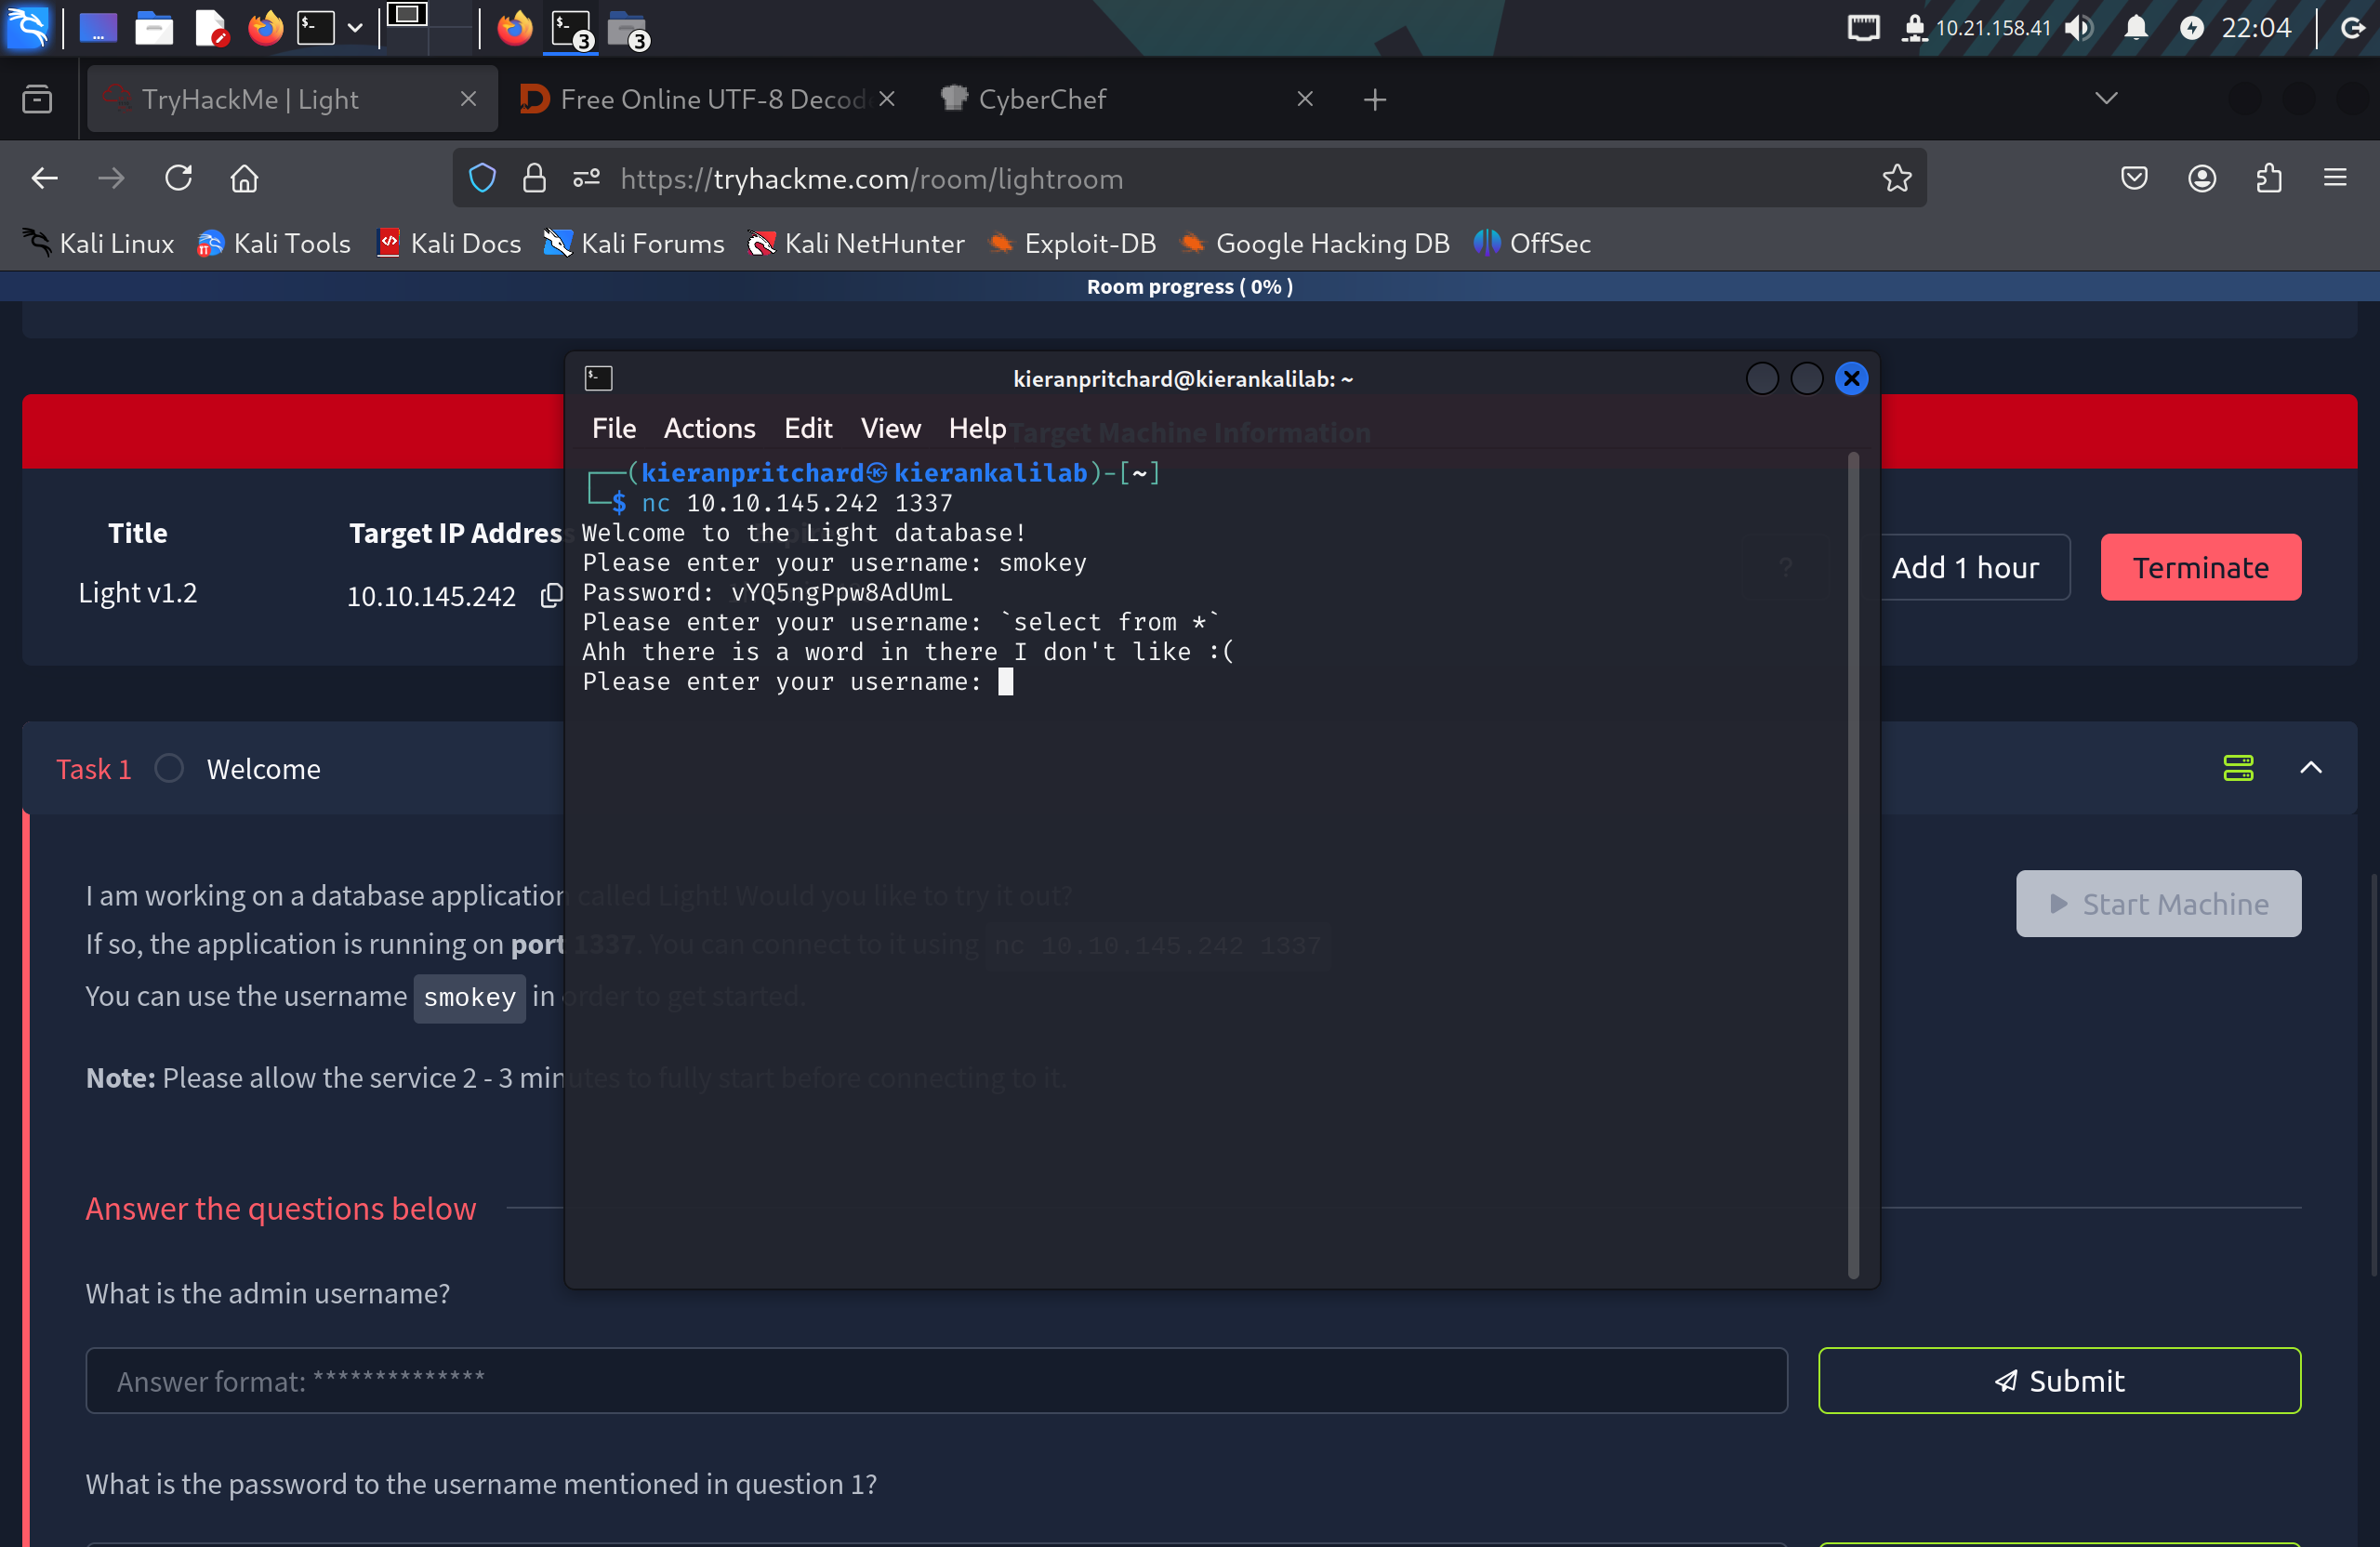 10.21.158.41
22:04
TryHackMe | Light
Free Online UTF-8 Decod
CyberChef
https://tryhackme.com/room/lightroom
Kali Linux
Kali Tools
Kali Docs
Kali Forums
Kali NetHunter
Exploit-DB
Google Hacking DB
OffSec
Room progress ( 0% )
kieranpritchard@kierankalilab: ~
File Actions Edit View Help
Target Machine Information
┌──(kieranpritchard㉿kierankalilab)-[~]
└─$ nc 10.10.145.242 1337
Welcome to the Light database!
Please enter your username: smokey
Password: vYQ5ngPpw8AdUmL
Please enter your username: `select from *`
Ahh there is a word in there I don't like :(
Please enter your username:
Title
Target IP Address
Light v1.2
10.10.145.242
?
Add 1 hour
Terminate
Task 1
Welcome
I am working on a database application called Light! Would you like to try it out?
If so, the application is running on port 1337. You can connect to it using nc 10.10.145.242 1337
You can use the username smokey in order to get started.
Note: Please allow the service 2 - 3 minutes to fully start before connecting to it.
Start Machine
Answer the questions below
What is the admin username?
Answer format: **************
Submit
What is the password to the username mentioned in question 1?